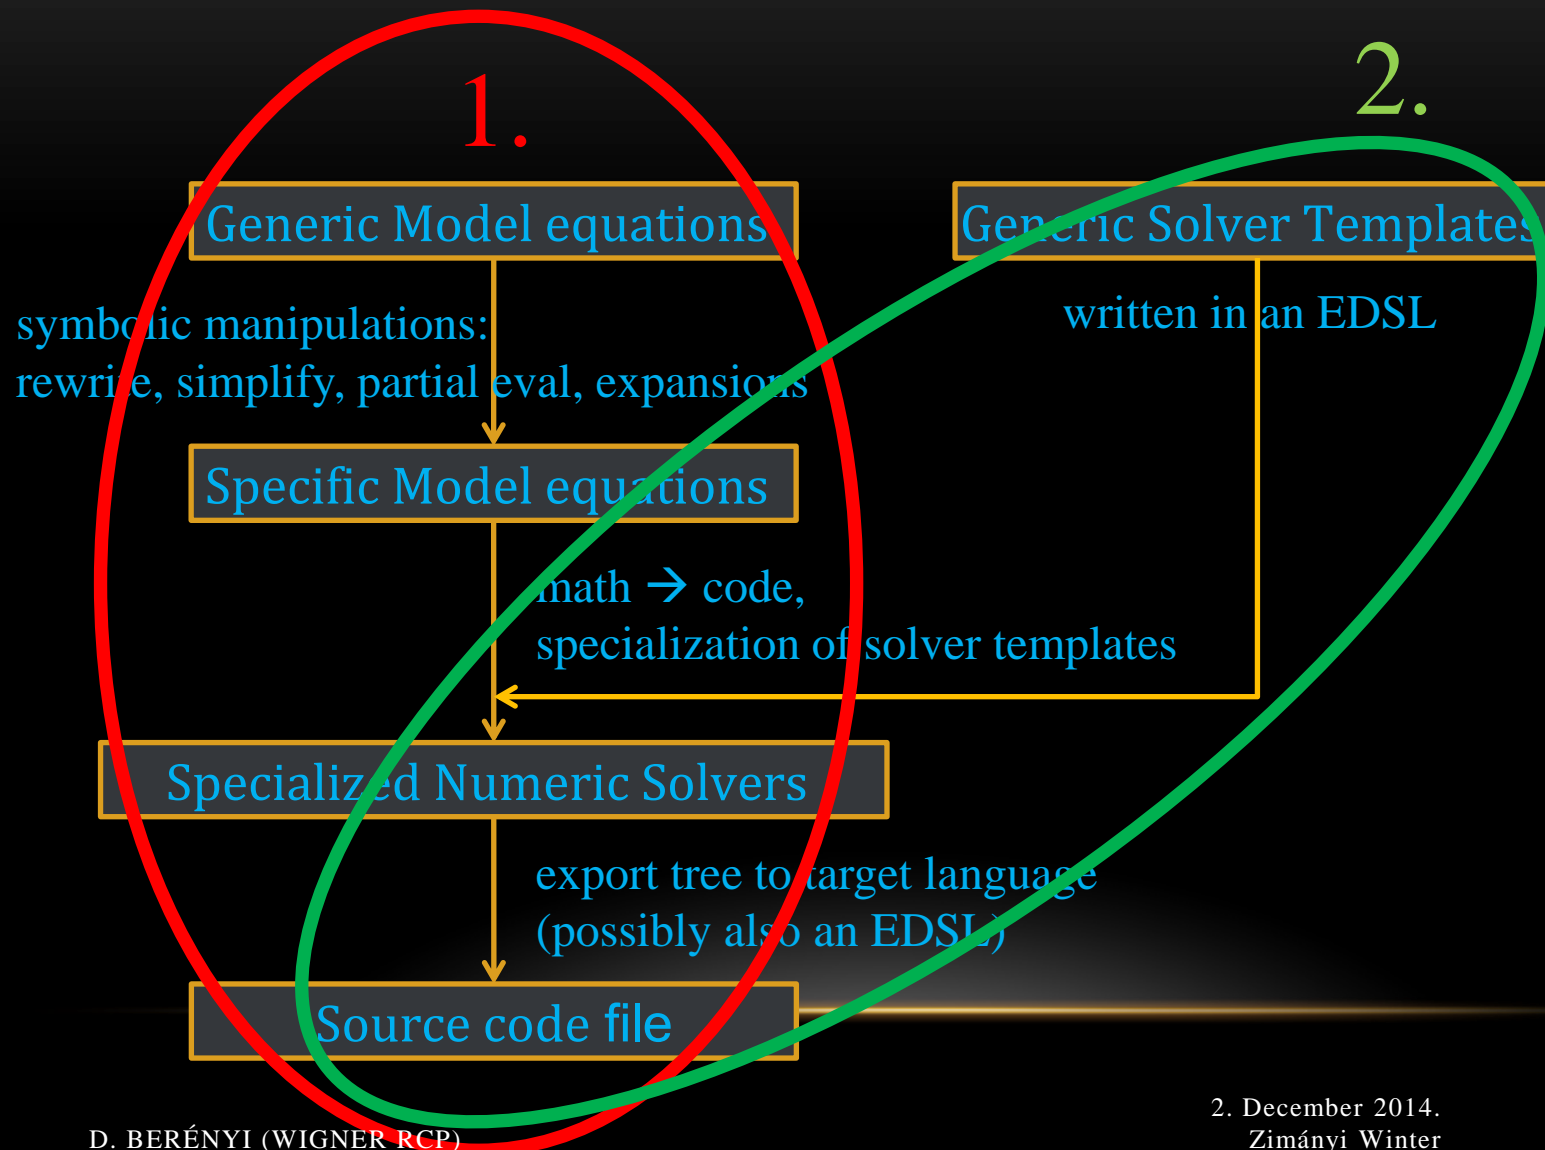 1.
2.
Generic Model equations
Generic Solver Templates
symbolic manipulations:
rewrite, simplify, partial eval, expansions
written in an EDSL
Specific Model equations
math → code,
specialization of solver templates
Specialized Numeric Solvers
export tree to target language
(possibly also an EDSL)
Source code file
D. BERÉNYI (WIGNER RCP)
2. December 2014.
Zimányi Winter